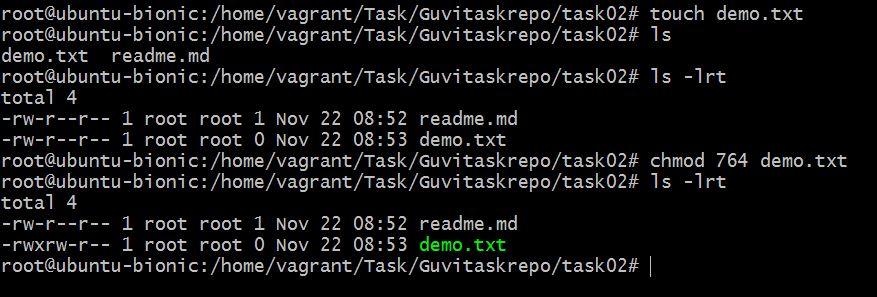 root@ubuntu-bionic:/home/vagrant/Task/Guvitaskrepo/task02# touch demo.txt
root@ubuntu-bionic:/home/vagrant/Task/Guvitaskrepo/task02# ls
demo.txt  readme.md
root@ubuntu-bionic:/home/vagrant/Task/Guvitaskrepo/task02# ls -lrt
total 4
-rw-r--r-- 1 root root 1 Nov 22 08:52 readme.md
-rw-r--r-- 1 root root 0 Nov 22 08:53 demo.txt
root@ubuntu-bionic:/home/vagrant/Task/Guvitaskrepo/task02# chmod 764 demo.txt
root@ubuntu-bionic:/home/vagrant/Task/Guvitaskrepo/task02# ls -lrt
total 4
-rw-r--r-- 1 root root 1 Nov 22 08:52 readme.md
-rwxrw-r-- 1 root root 0 Nov 22 08:53 demo.txt
root@ubuntu-bionic:/home/vagrant/Task/Guvitaskrepo/task02#